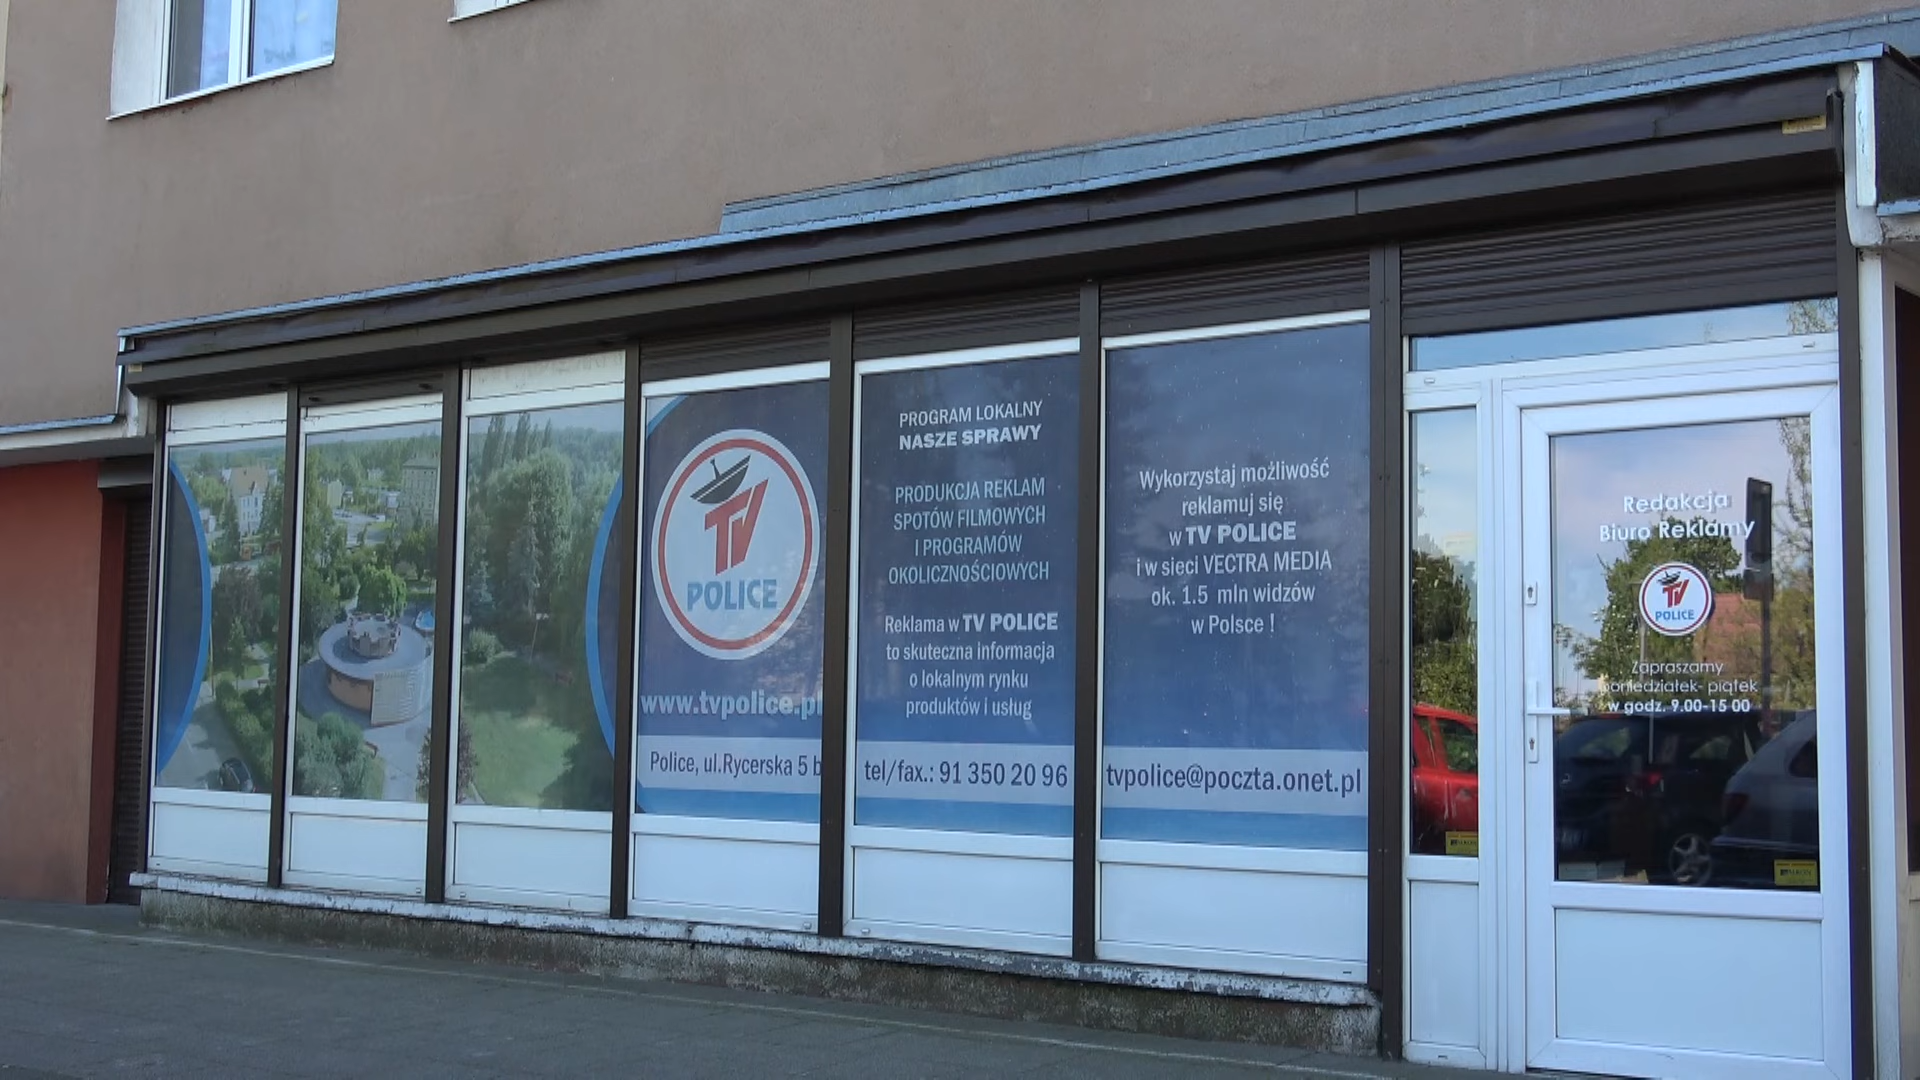 TV
POLICE
www.tvpolice.pl
Police, ul.Rycerska 5 b
PROGRAM LOKALNY
NASZE SPRAWY
PRODUKCJA REKLAM
SPOTÓW FILMOWYCH
I PROGRAMÓW
OKOLICZNOŚCIOWYCH
Reklama w TV POLICE
to skuteczna informacja
o lokalnym rynku
produktów i usług
tel/fax.: 91 350 20 96
Wykorzystaj możliwość
reklamuj się
w TV POLICE
i w sieci VECTRA MEDIA
ok. 1.5 mln widzów
w Polsce !
tvpolice@poczta.onet.pl
Redakcja
Biuro Reklamy
TV
POLICE
Zapraszamy
poniedziałek- piątek
w godz. 9.00-15 00